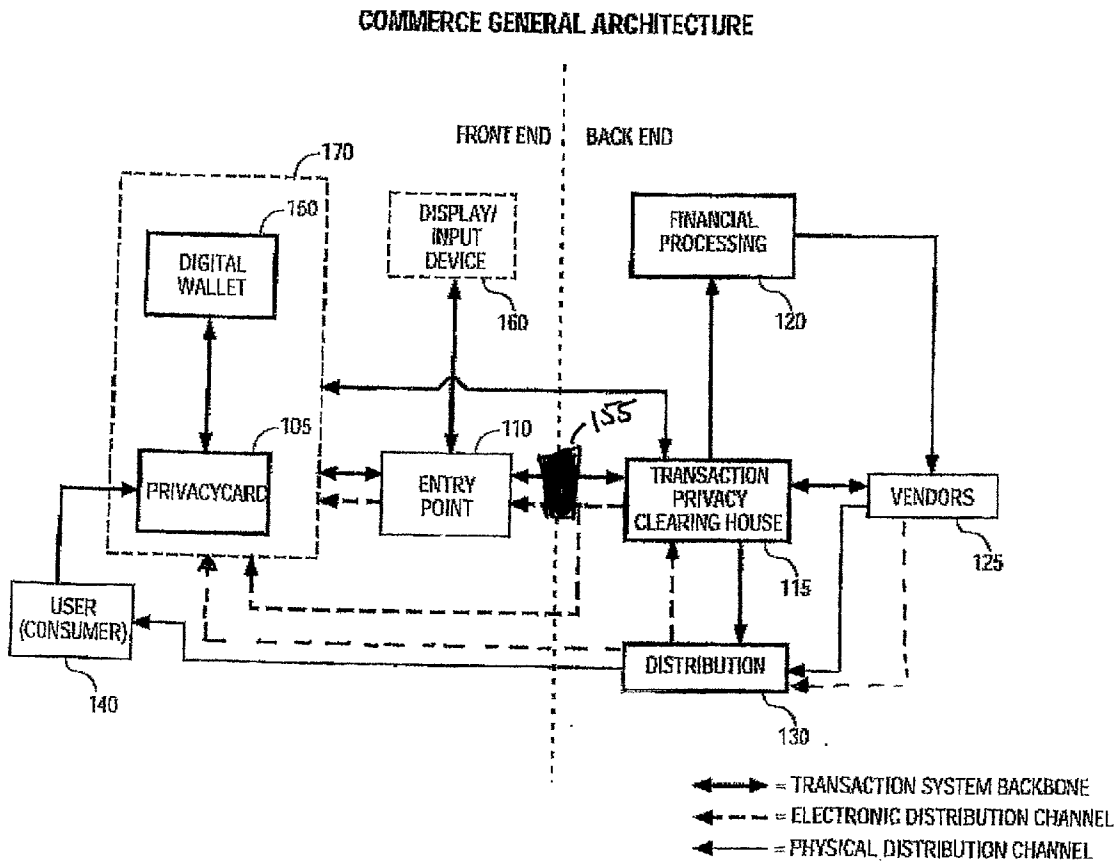 COMMERCE GENERAL ARCHITECTURE
FRONT END
BACK END
170
150
DIGITAL
WALLET
DISPLAY/
INPUT
DEVICE
160
FINANCIAL
PROCESSING
120
105
PRIVACYCARD
110
ENTRY
POINT
155
TRANSACTION
PRIVACY
CLEARING HOUSE
115
VENDORS
125
USER
(CONSUMER)
140
DISTRIBUTION
130
= TRANSACTION SYSTEM BACKBONE
= ELECTRONIC DISTRIBUTION CHANNEL
= PHYSICAL DISTRIBUTION CHANNEL